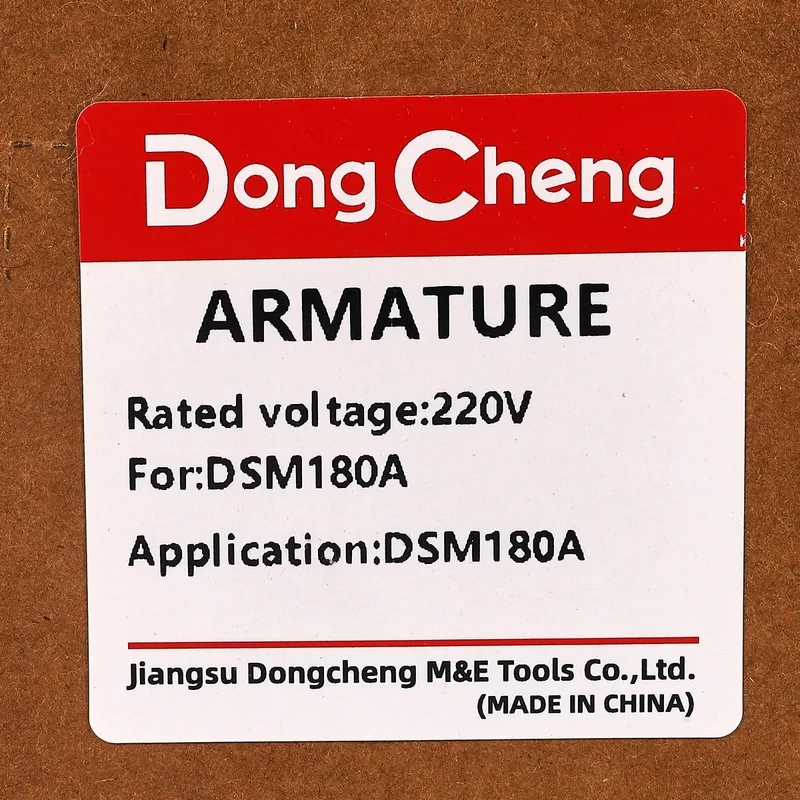 Dong Cheng
ARMATURE
Rated voltage:220V
For:DSM180A
Application:DSM180A
Jiangsu Dongcheng M&E Tools Co.,Ltd.
(MADE IN CHINA)